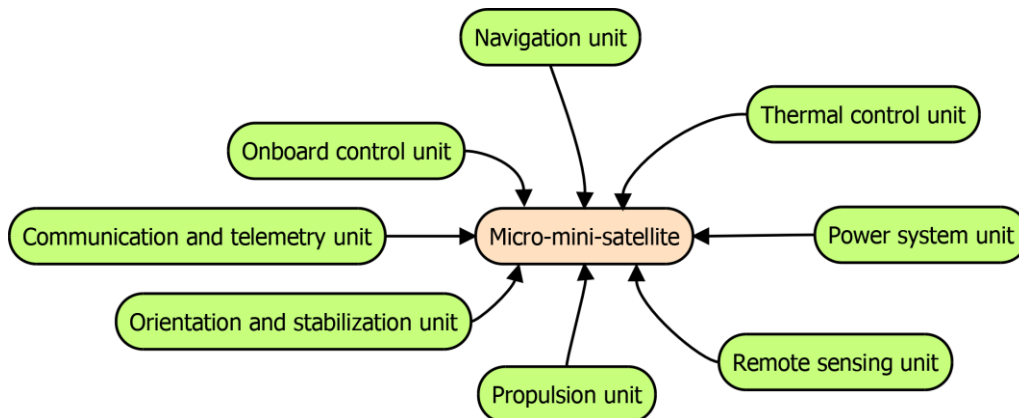 Navigation unit
Thermal control unit
Onboard control unit
Communication and telemetry unit
Micro-mini-satellite
Power system unit
Orientation and stabilization unit
Remote sensing unit
Propulsion unit